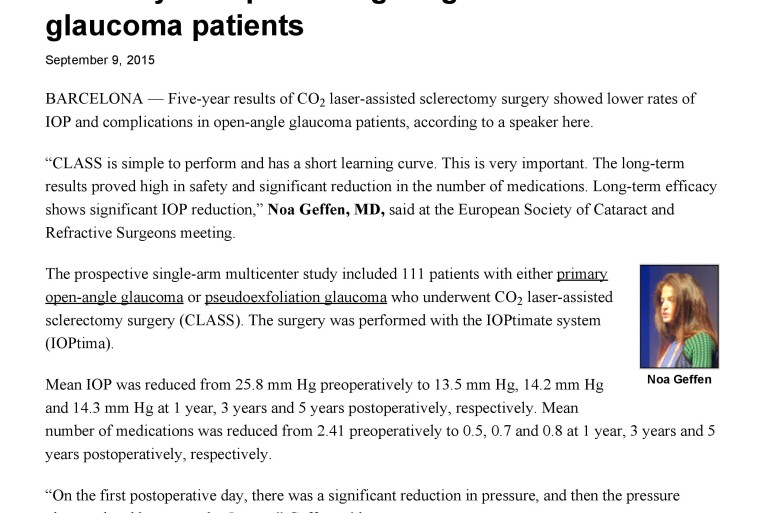 glaucoma patients
September 9, 2015
BARCELONA — Five-year results of CO2 laser-assisted sclerectomy surgery showed lower rates of
IOP and complications in open-angle glaucoma patients, according to a speaker here.
“CLASS is simple to perform and has a short learning curve. This is very important. The long-term
results proved high in safety and significant reduction in the number of medications. Long-term efficacy
shows significant IOP reduction,” Noa Geffen, MD, said at the European Society of Cataract and
Refractive Surgeons meeting.
The prospective single-arm multicenter study included 111 patients with either primary
open-angle glaucoma or pseudoexfoliation glaucoma who underwent CO2 laser-assisted
sclerectomy surgery (CLASS). The surgery was performed with the IOPtimate system
(IOPtima).
Noa Geffen
Mean IOP was reduced from 25.8 mm Hg preoperatively to 13.5 mm Hg, 14.2 mm Hg
and 14.3 mm Hg at 1 year, 3 years and 5 years postoperatively, respectively. Mean
number of medications was reduced from 2.41 preoperatively to 0.5, 0.7 and 0.8 at 1 year, 3 years and 5
years postoperatively, respectively.
“On the first postoperative day, there was a significant reduction in pressure, and then the pressure